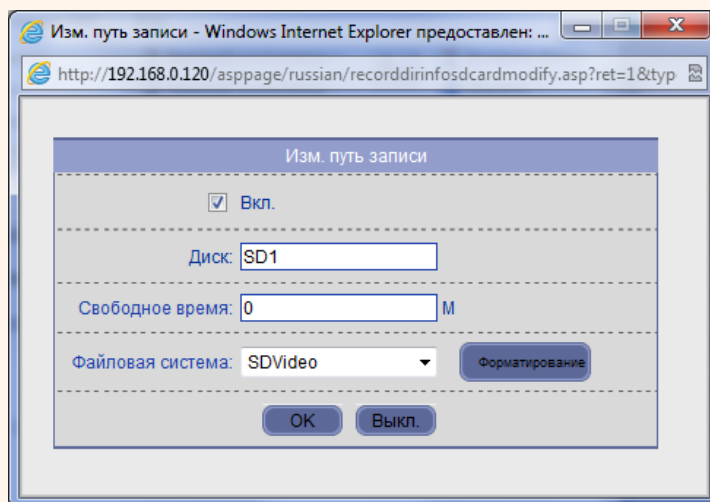 Изм. путь записи - Windows Internet Explorer предоставлен: ...
http://192.168.0.120/asppage/russian/recorddirinfosdcardmodify.asp?ret=1&typ
Изм. путь записи
Вкл.
Диск: SD1
Свободное время: 0 М
Файловая система: SDVideo Форматирование
OK Выкл.